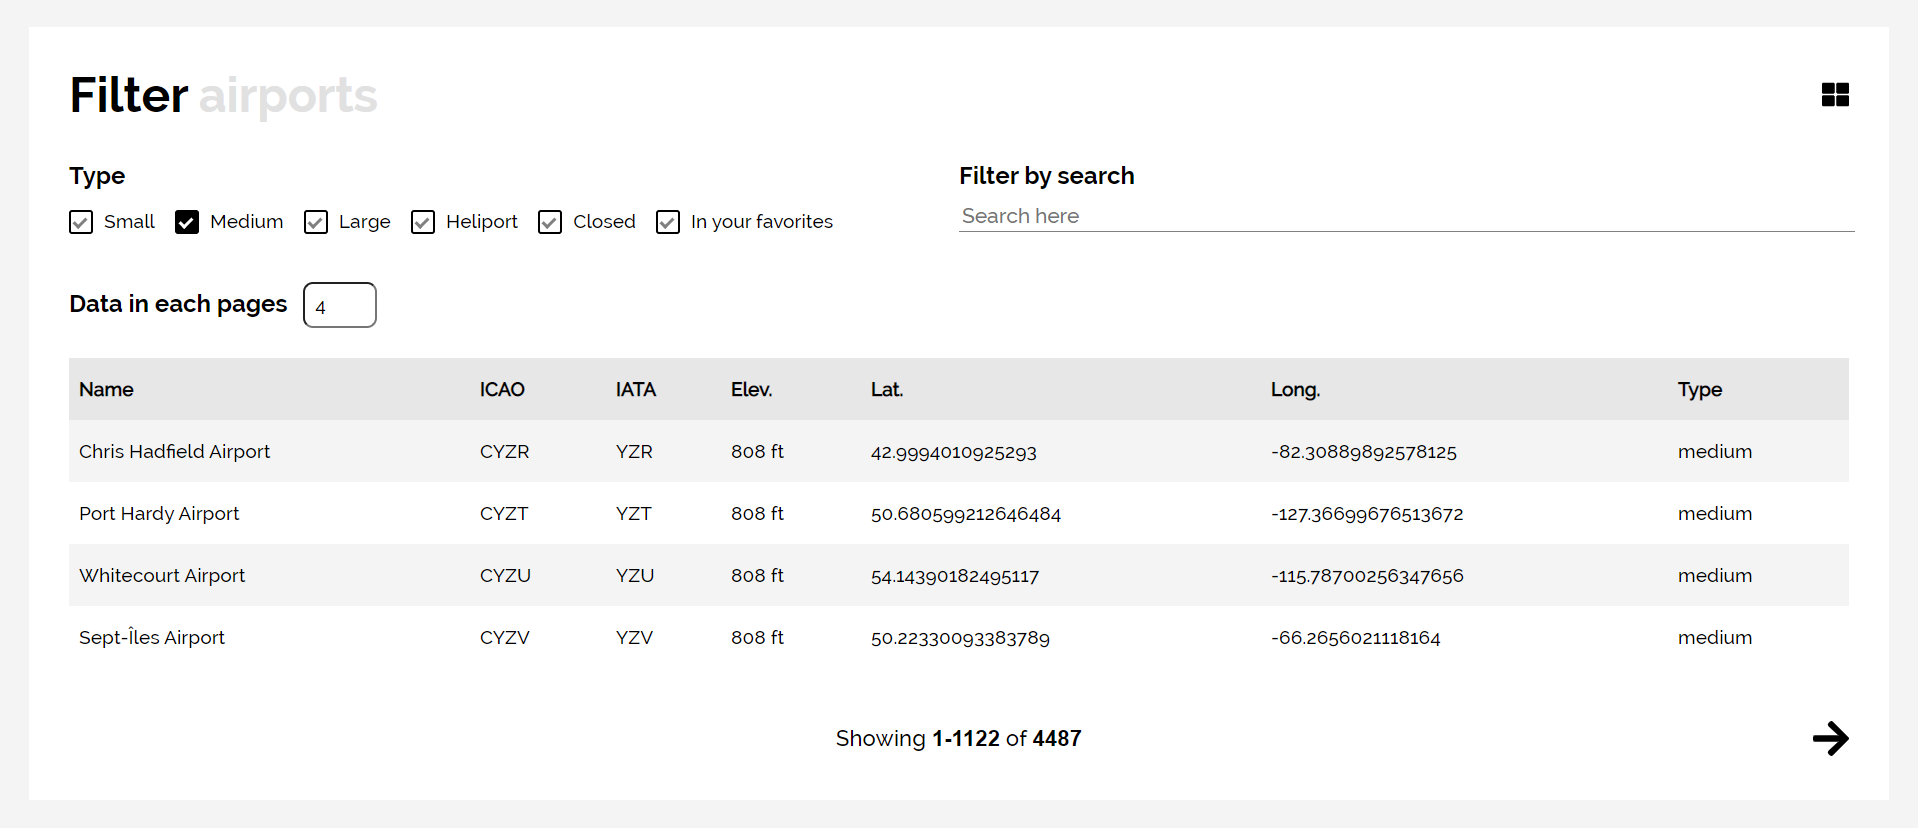 Filter airports
Type
Small Medium Large Heliport Closed In your favorites
Filter by search
Search here
Data in each pages 4
Name ICAO IATA Elev. Lat. Long. Type
Chris Hadfield Airport CYZR YZR 808 ft 42.9994010925293 -82.30889892578125 medium
Port Hardy Airport CYZT YZT 808 ft 50.680599212646484 -127.36699676513672 medium
Whitecourt Airport CYZU YZU 808 ft 54.14390182495117 -115.78700256347656 medium
Sept-Îles Airport CYZV YZV 808 ft 50.22330093383789 -66.2656021118164 medium
Showing 1-1122 of 4487